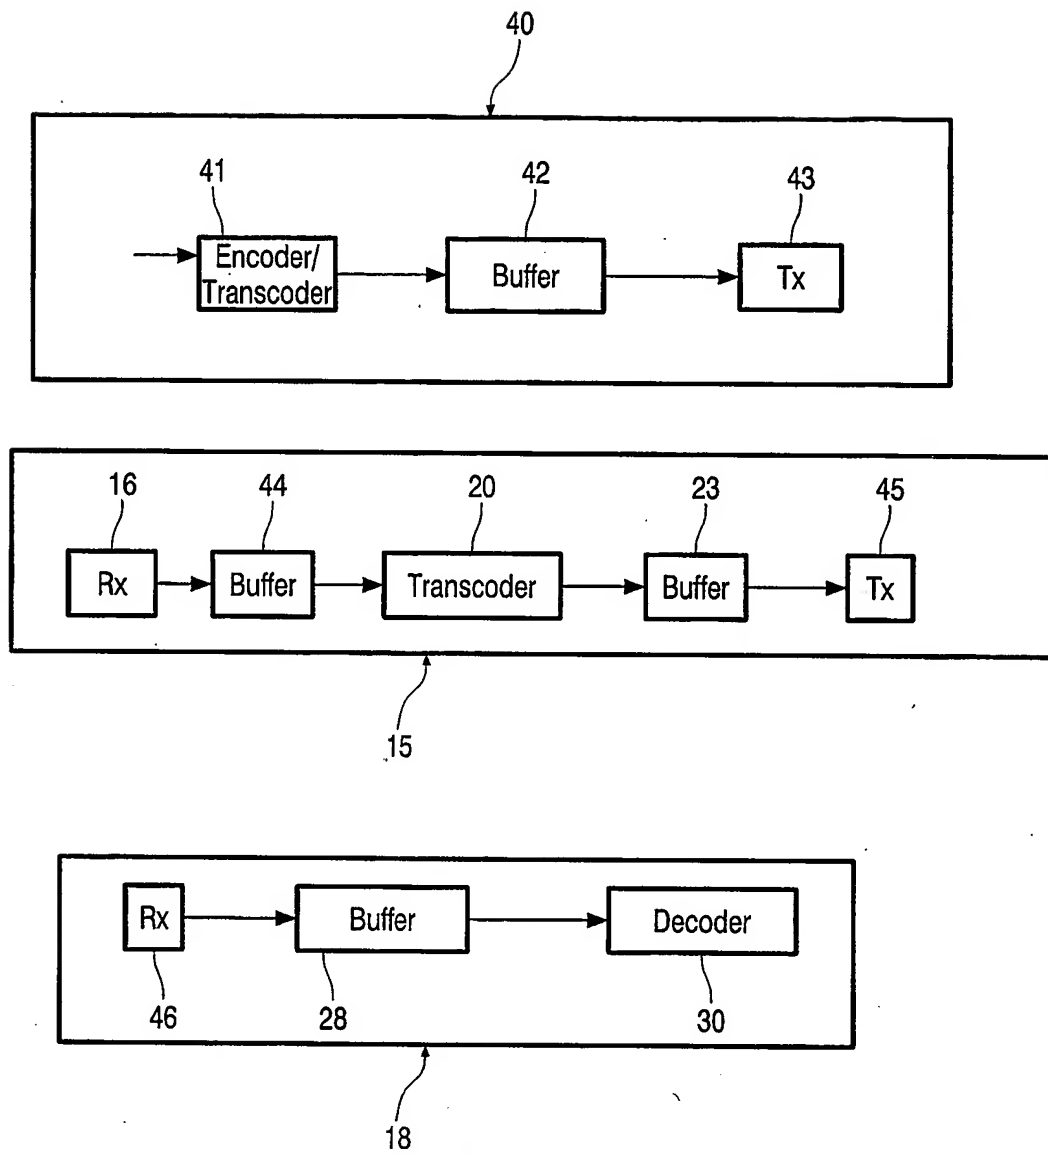 40
41
42
43
Encoder/
Transcoder
Buffer
Tx
16
44
20
23
45
Rx
Buffer
Transcoder
Buffer
Tx
15
Rx
Buffer
Decoder
46
28
30
18